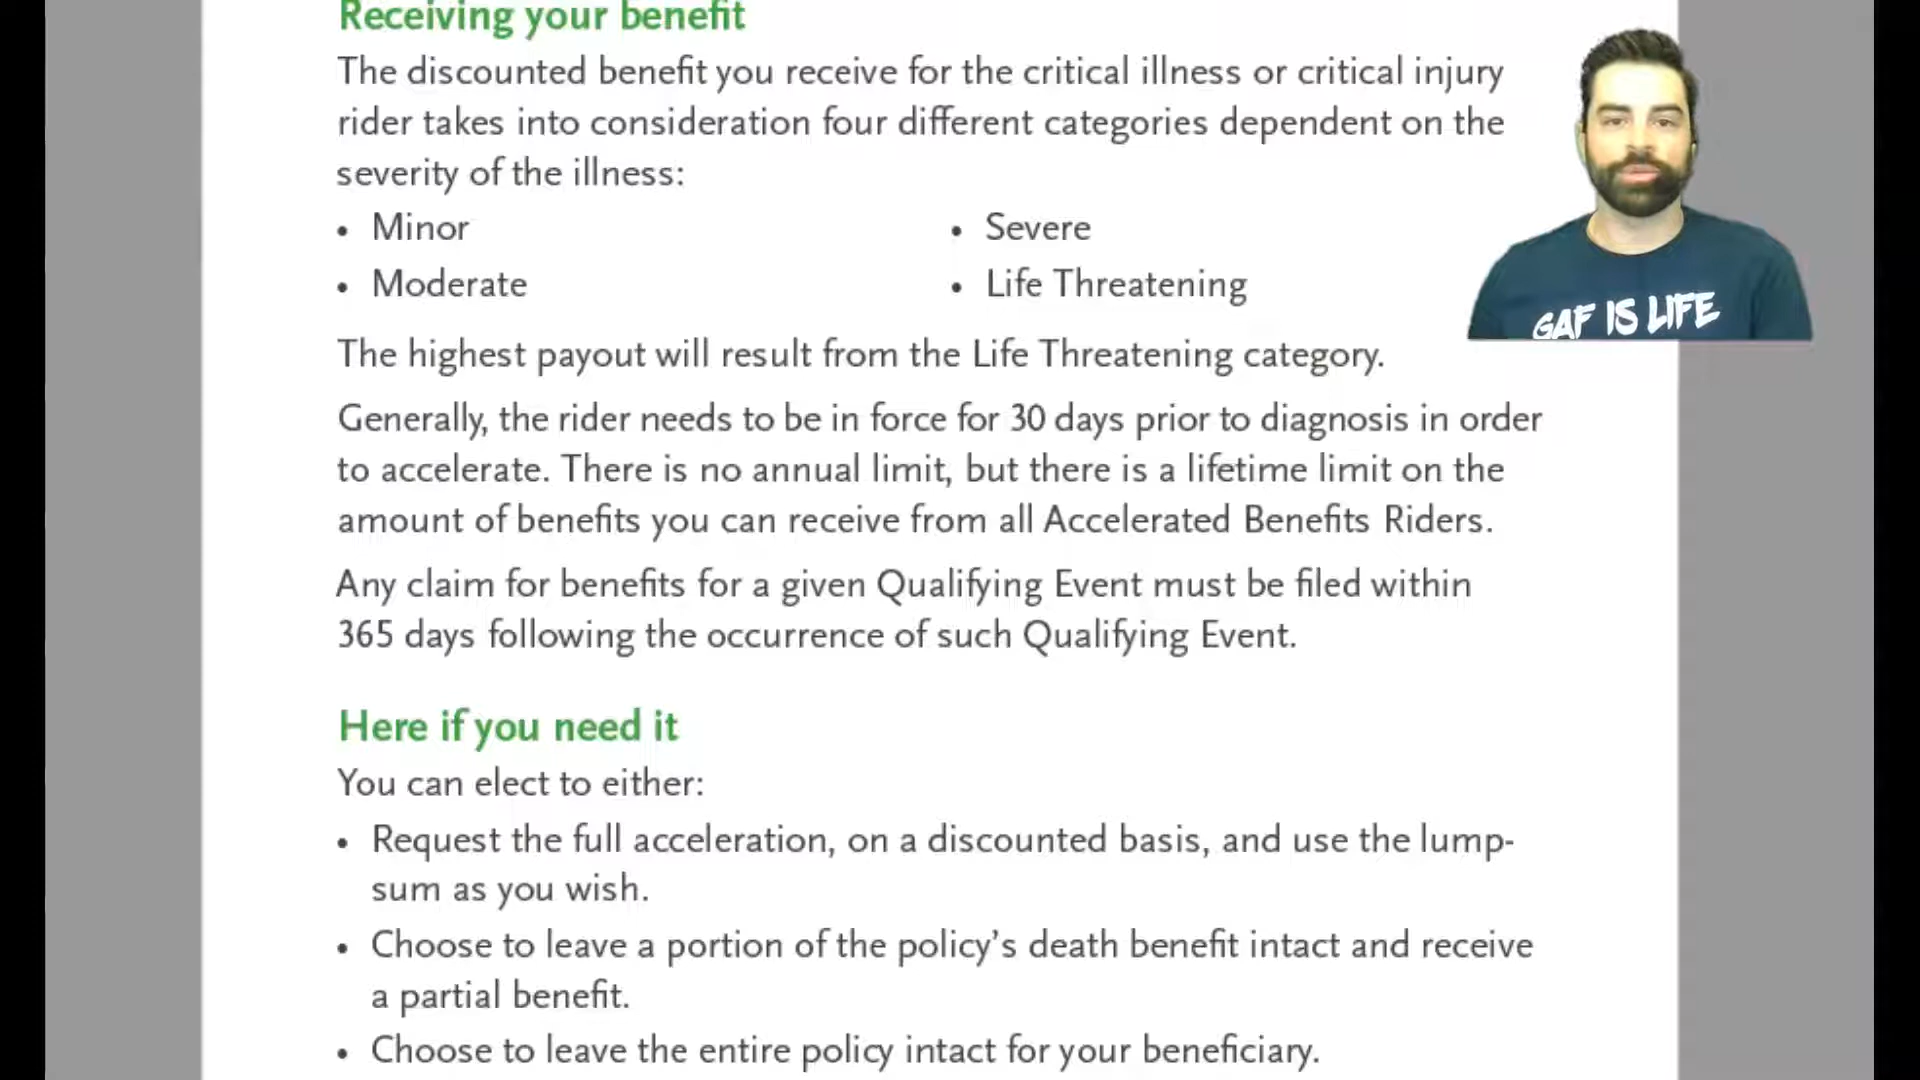 Receiving your benefit
The discounted benefit you receive for the critical illness or critical injury
rider takes into consideration four different categories dependent on the
severity of the illness:
• Minor
• Moderate
• Severe
• Life Threatening
The highest payout will result from the Life Threatening category.
Generally, the rider needs to be in force for 30 days prior to diagnosis in order
to accelerate. There is no annual limit, but there is a lifetime limit on the
amount of benefits you can receive from all Accelerated Benefits Riders.
Any claim for benefits for a given Qualifying Event must be filed within
365 days following the occurrence of such Qualifying Event.
Here if you need it
You can elect to either:
• Request the full acceleration, on a discounted basis, and use the lump-
sum as you wish.
• Choose to leave a portion of the policy's death benefit intact and receive
a partial benefit.
• Choose to leave the entire policy intact for your beneficiary.
GAF IS LIFE